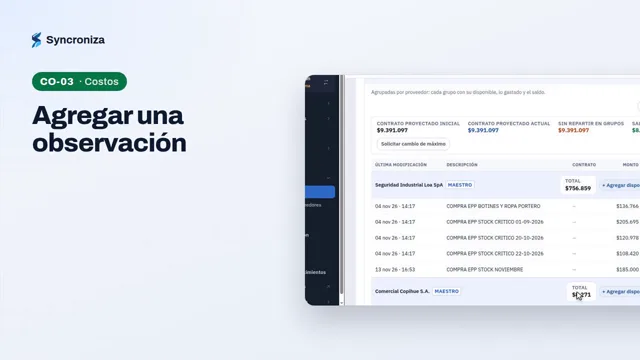 Syncroniza
CO-03 · Costos
Agregar una
observación
Agrupadas por proveedor: cada grupo con su disponible, lo gastado y el saldo.
CONTRATO PROYECTADO INICIAL CONTRATO PROYECTADO ACTUAL SIN REPARTIR EN GRUPOS
$9.391.097 $9.391.097 $9.391.097
Solicitar cambio de máximo
ÚLTIMA MODIFICACIÓN DESCRIPCIÓN CONTRATO MONTO
Seguridad Industrial Loa SpA MAESTRO TOTAL $756.859 + Agregar
04 nov 26 · 14:17 COMPRA EPP BOTINES Y ROPA PORTERO – $136.766
04 nov 26 · 14:17 COMPRA EPP STOCK CRITICO 01-09-2026 – $205.695
04 nov 26 · 14:17 COMPRA EPP STOCK CRITICO 20-10-2026 – $120.978
04 nov 26 · 14:17 COMPRA EPP STOCK CRITICO 22-10-2026 – $108.420
13 nov 26 · 16:53 COMPRA EPP STOCK NOVIEMBRE – $185.000
Comercial Copihue S.A. MAESTRO TOTAL + Agregar